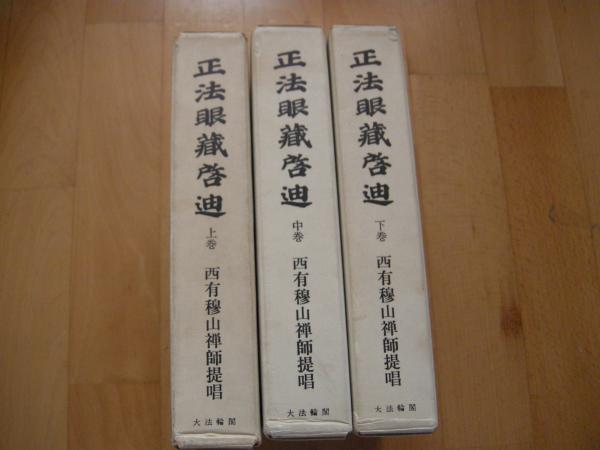 正法眼蔵啓迪
上巻
西有穆山禅師提唱
大法輪閣
正法眼蔵啓迪
中巻
西有穆山禅師提唱
大法輪閣
正法眼蔵啓迪
下巻
西有穆山禅師提唱
大法輪閣